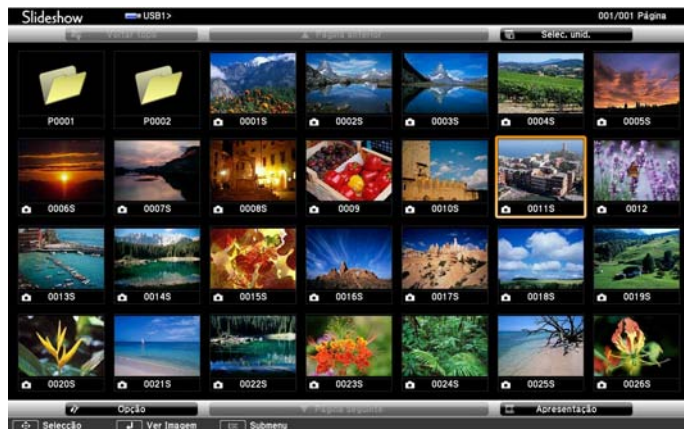 Slideshow USB1> 001/001 Página
Voltar topo Página anterior Selec. unid.
P0001 P0002 0001S 0002S 0003S 0004S 0005S
0006S 0007S 0008S 0009 0010S 0011S 0012
0013S 0014S 0015S 0016S 0017S 0018S 0019S
0020S 0021S 0022S 0023S 0024S 0025S 0026S
Opção Página seguinte Apresentação
Selecção Ver Imagem Submenu